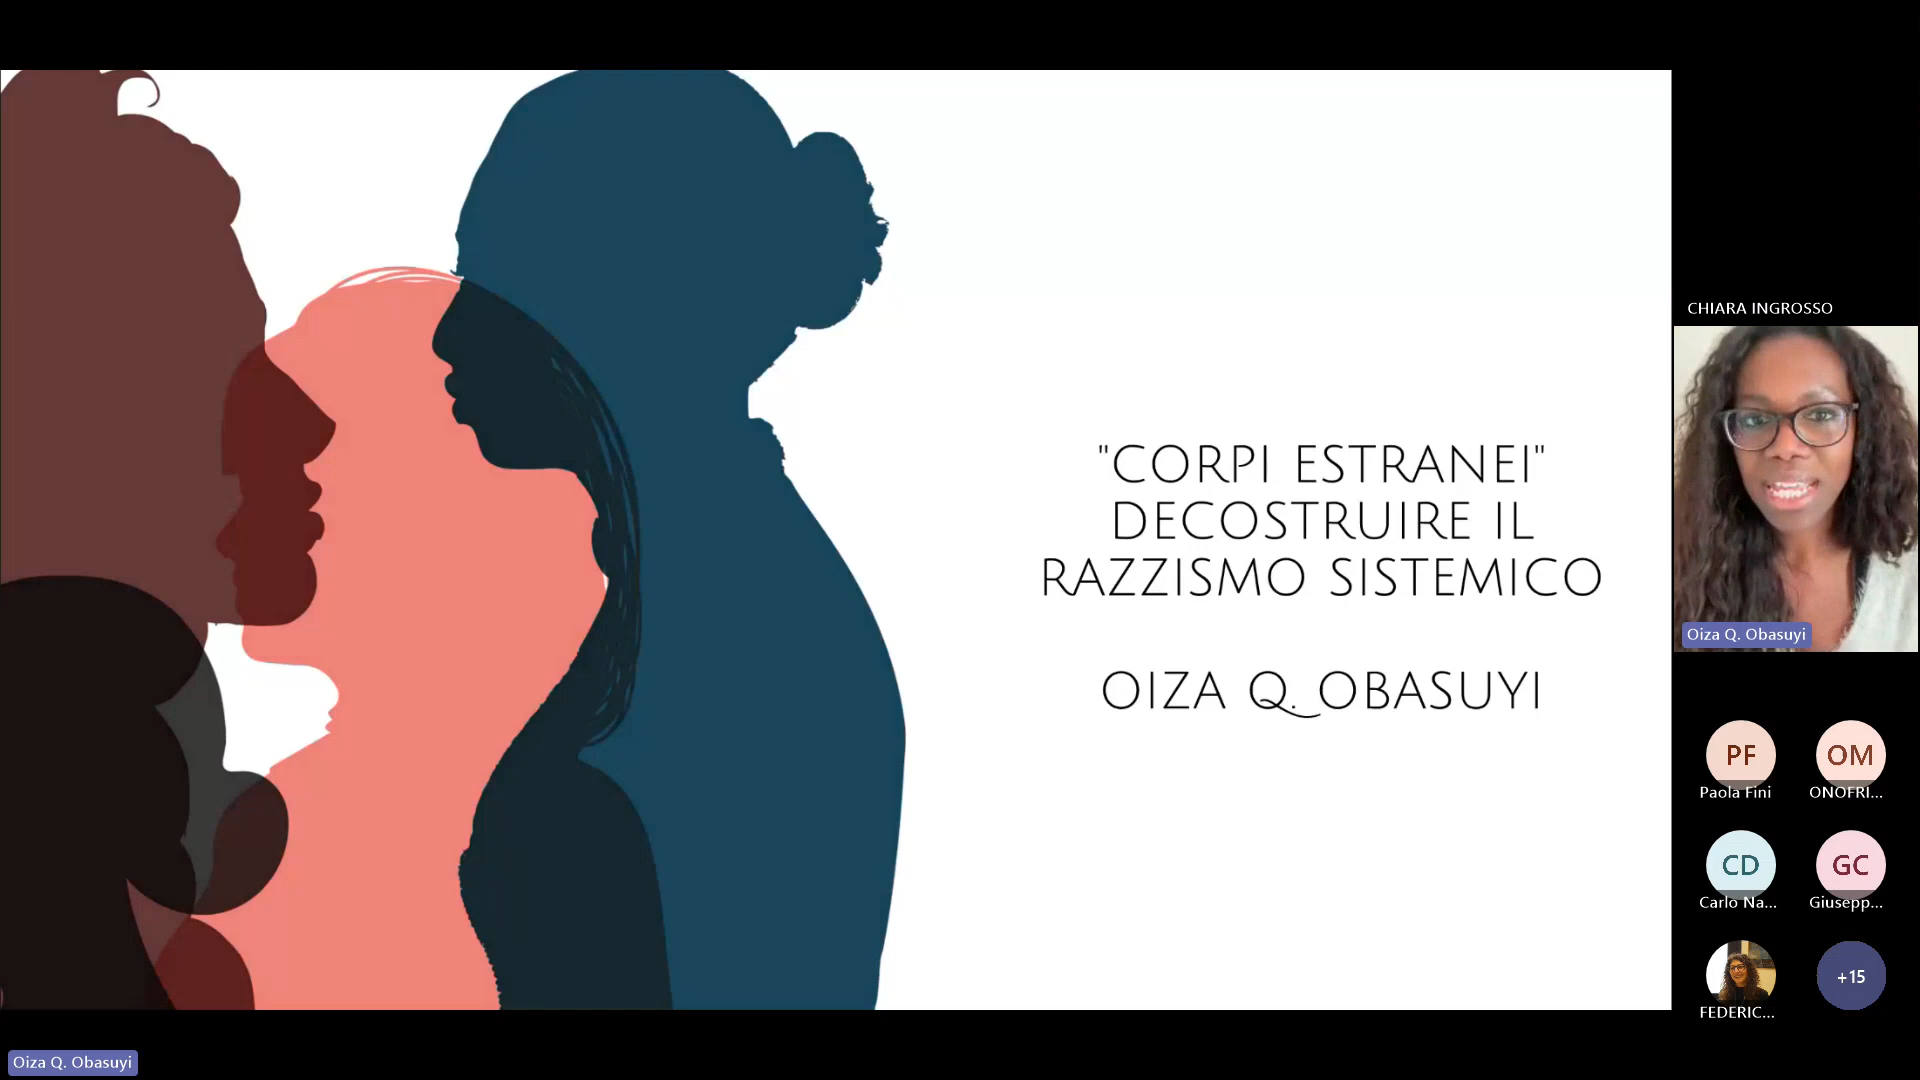 "CORPI ESTRANEI"
DECOSTRUIRE IL
RAZZISMO SISTEMICO
OIZA Q. OBASUYI
CHIARA INGROSSO
Oiza Q. Obasuyi
PF
Paola Fini
OM
ONOFRI...
CD
Carlo Na...
GC
Giusepp...
FEDERIC...
+15
Oiza Q. Obasuyi